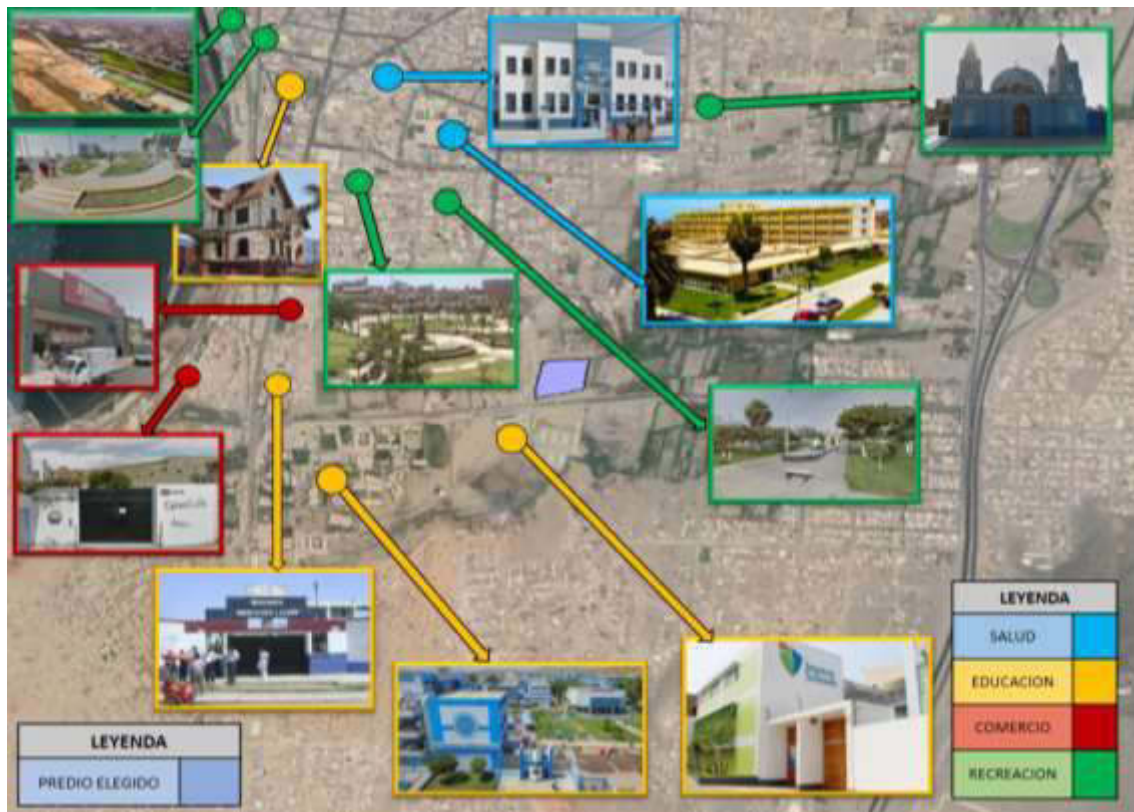 LEYENDA
SALUD
EDUCACION
COMERCIO
RECREACION
LEYENDA
PREDIO ELEGIDO